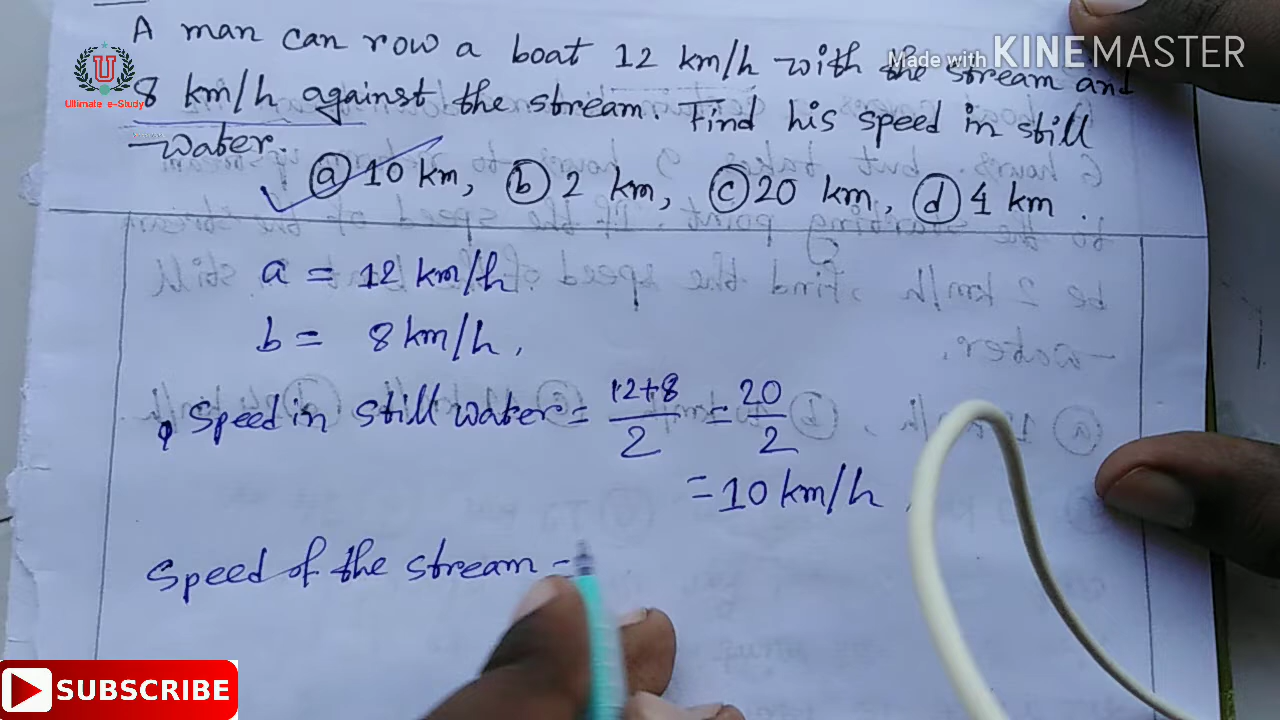 A man can row a boat 12 km/h with the stream and
8 km/h against the stream. Find his speed in still
water.
ⓐ 10 km, ⓑ 2 km, ⓒ 20 km, ⓓ 4 km.
a = 12 km/h
b = 8 km/h,
Speed in still water = 12+8/2 = 20/2
= 10 km/h,
Speed of the stream =
Made with KINEMASTER
U
Ultimate e-Study
SUBSCRIBE